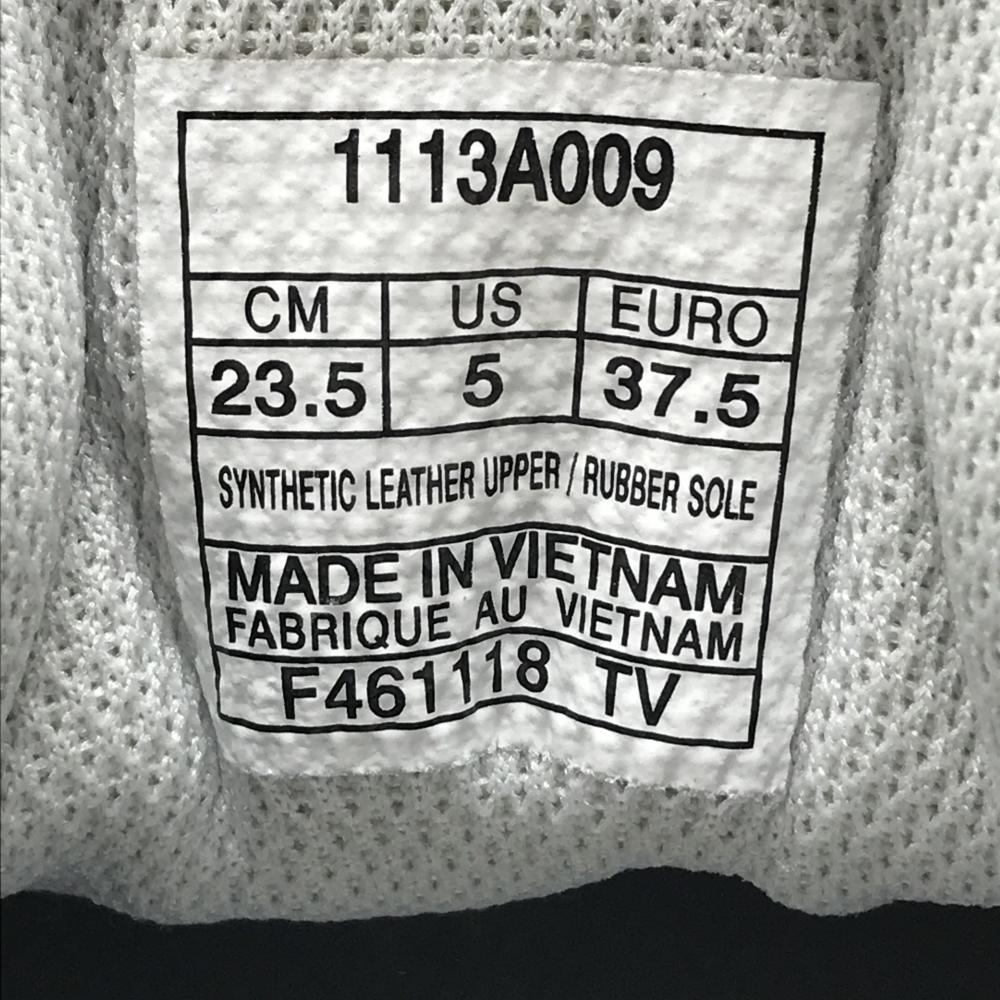 1113A009
CM US EURO
23.5 5 37.5
SYNTHETIC LEATHER UPPER / RUBBER SOLE
MADE IN VIETNAM
FABRIQUE AU VIETNAM
F461118 TV